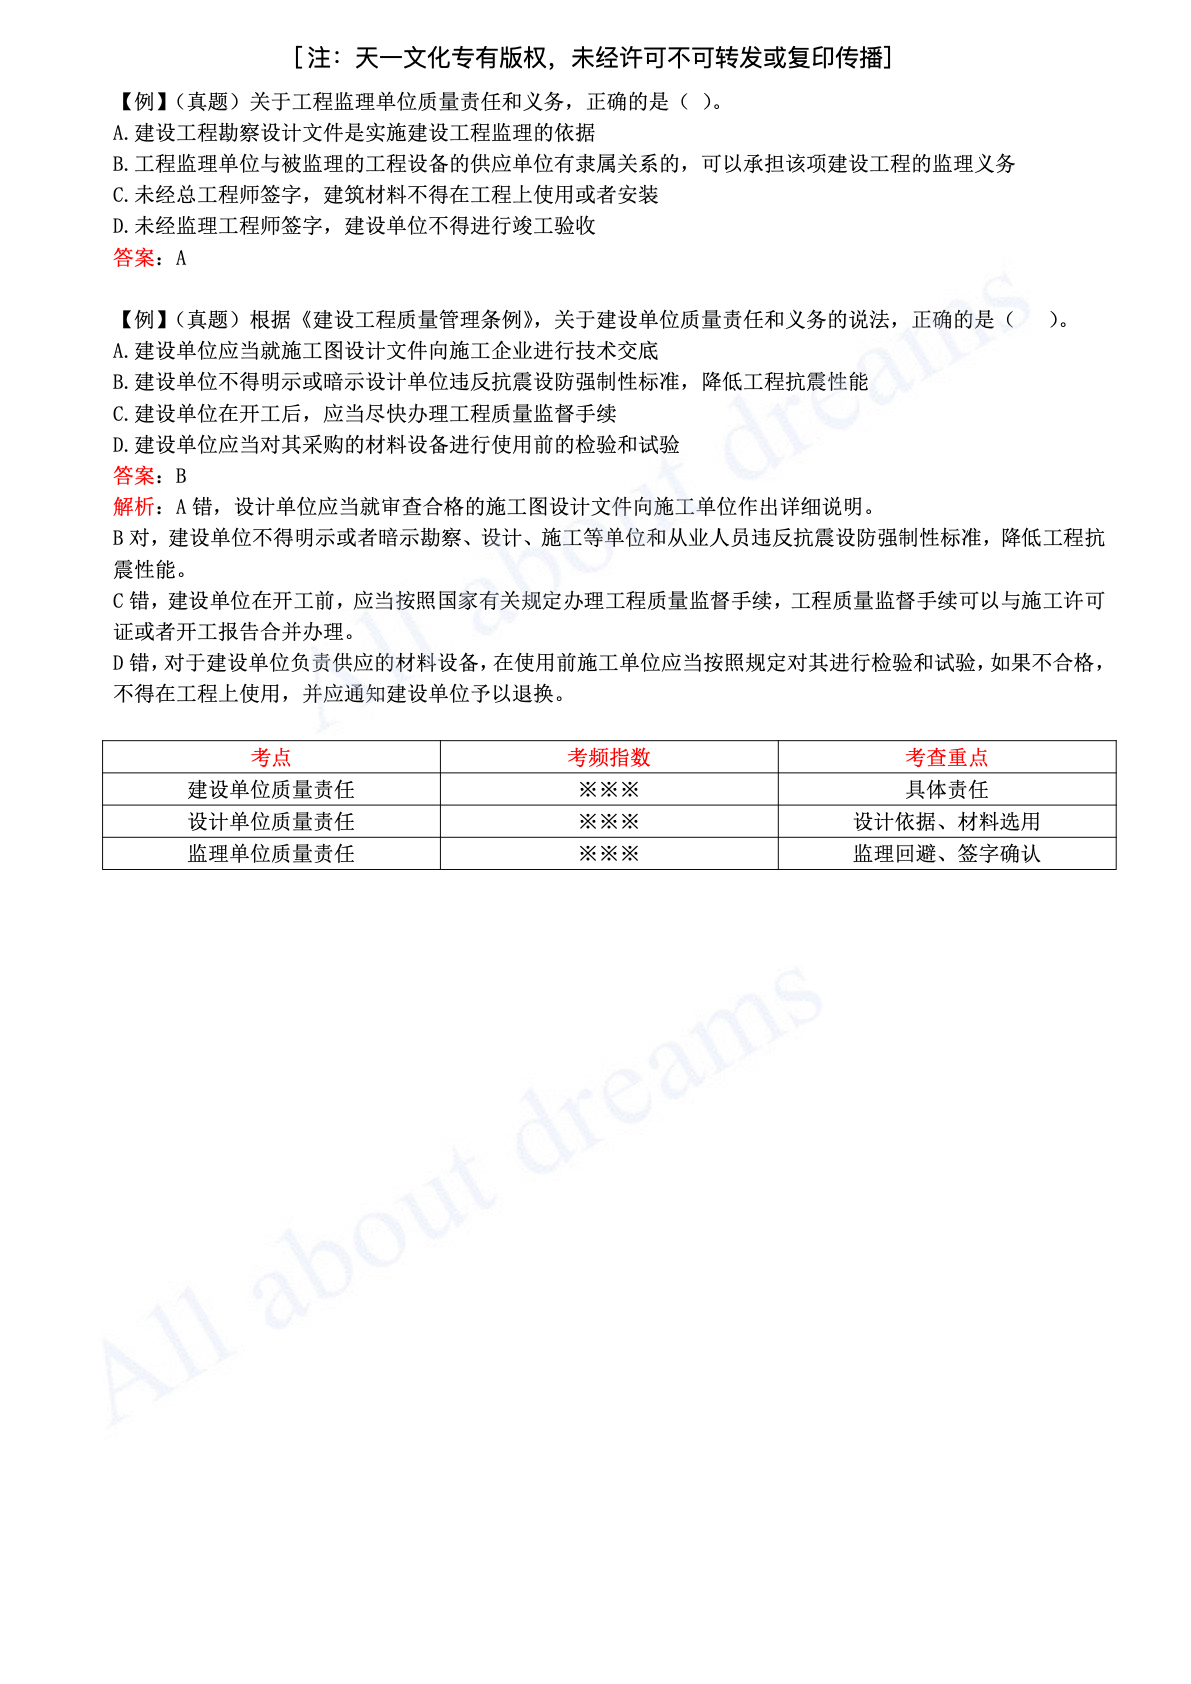 [注：天一文化专有版权，未经许可不可转发或复印传播]
【例】（真题）关于工程监理单位质量责任和义务，正确的是（ ）。
A.建设工程勘察设计文件是实施建设工程监理的依据
B.工程监理单位与被监理的工程设备的供应单位有隶属关系的，可以承担该项建设工程的监理义务
C.未经总工程师签字，建筑材料不得在工程上使用或者安装
D.未经监理工程师签字，建设单位不得进行竣工验收
答案：A
【例】（真题）根据《建设工程质量管理条例》，关于建设单位质量责任和义务的说法，正确的是（ ）。
A.建设单位应当就施工图设计文件向施工企业进行技术交底
B.建设单位不得明示或暗示设计单位违反抗震设防强制性标准，降低工程抗震性能
C.建设单位在开工后，应当尽快办理工程质量监督手续
D.建设单位应当对其采购的材料设备进行使用前的检验和试验
答案：B
解析：A 错，设计单位应当就审查合格的施工图设计文件向施工单位作出详细说明。
B 对，建设单位不得明示或者暗示勘察、设计、施工等单位和从业人员违反抗震设防强制性标准，降低工程抗
震性能。
C 错，建设单位在开工前，应当按照国家有关规定办理工程质量监督手续，工程质量监督手续可以与施工许可
证或者开工报告合并办理。
D 错，对于建设单位负责供应的材料设备，在使用前施工单位应当按照规定对其进行检验和试验，如果不合格，
不得在工程上使用，并应通知建设单位予以退换。
考点 考频指数 考查重点
建设单位质量责任 ※※※ 具体责任
设计单位质量责任 ※※※ 设计依据、材料选用
监理单位质量责任 ※※※ 监理回避、签字确认
All about dreams
All about dreams